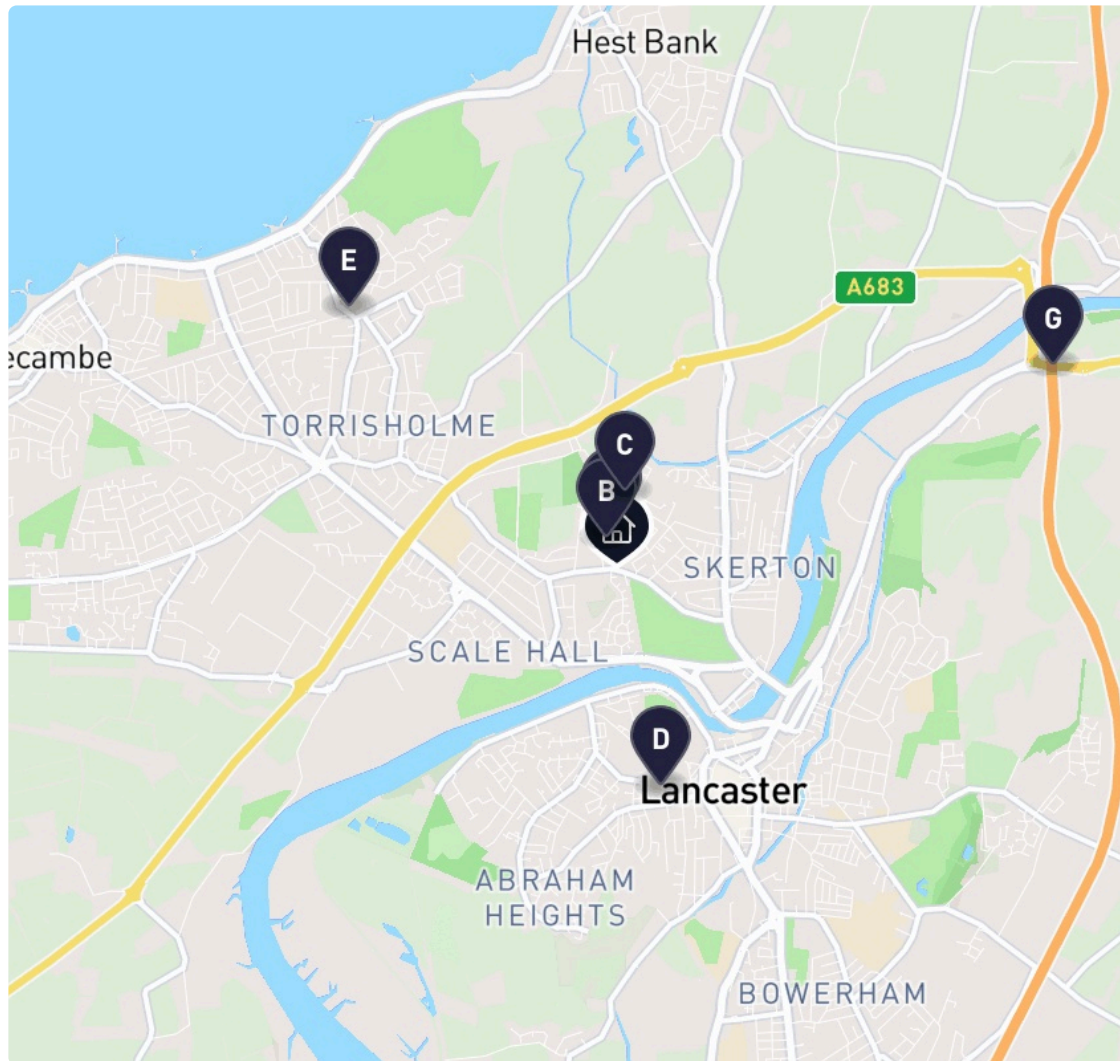 Hest Bank
E
A683
G
ecambe
TORRISHOLME
C
B
SKERTON
SCALE HALL
D
Lancaster
ABRAHAM
HEIGHTS
BOWERHAM